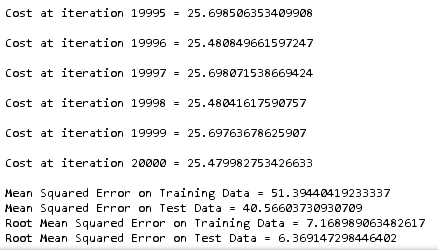 Cost at iteration 19995 = 25.698506353409908
Cost at iteration 19996 = 25.480849661597247
Cost at iteration 19997 = 25.698071538669424
Cost at iteration 19998 = 25.48041617590757
Cost at iteration 19999 = 25.69763678625907
Cost at iteration 20000 = 25.479982753426633
Mean Squared Error on Training Data = 51.39440419233337
Mean Squared Error on Test Data = 40.56603730930709
Root Mean Squared Error on Training Data = 7.168989063482617
Root Mean Squared Error on Test Data = 6.369147298446402